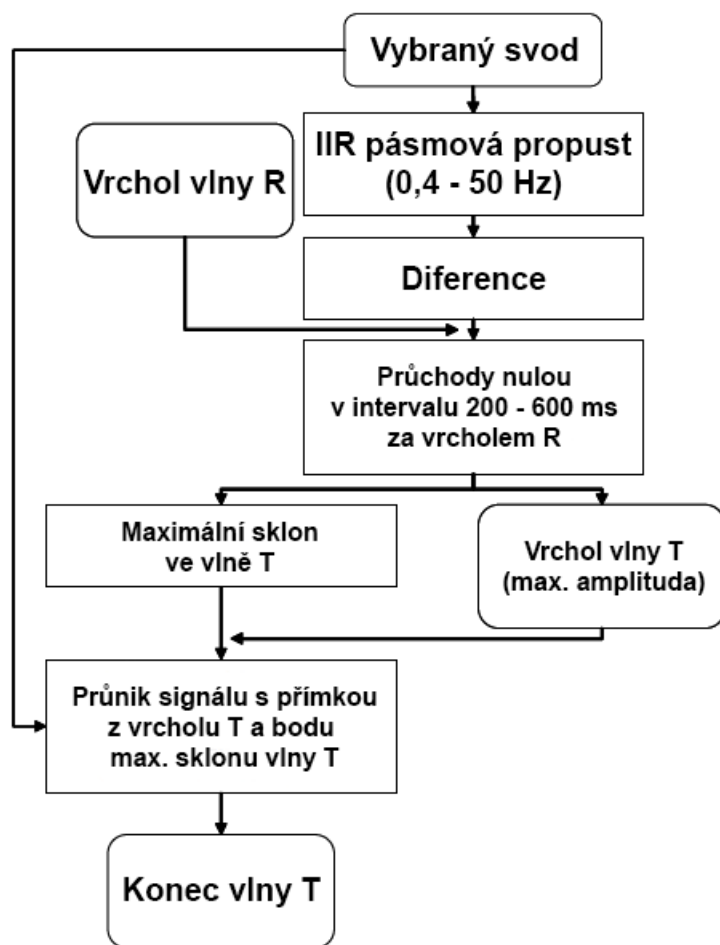 Vybraný svod
IIR pásmová propust
(0,4 - 50 Hz)
Vrchol vlny R
Diference
Průchody nulou
v intervalu 200 - 600 ms
za vrcholem R
Maximální sklon
ve vlně T
Vrchol vlny T
(max. amplituda)
Průnik signálu s přímkou
z vrcholu T a bodu
max. sklonu vlny T
Konec vlny T